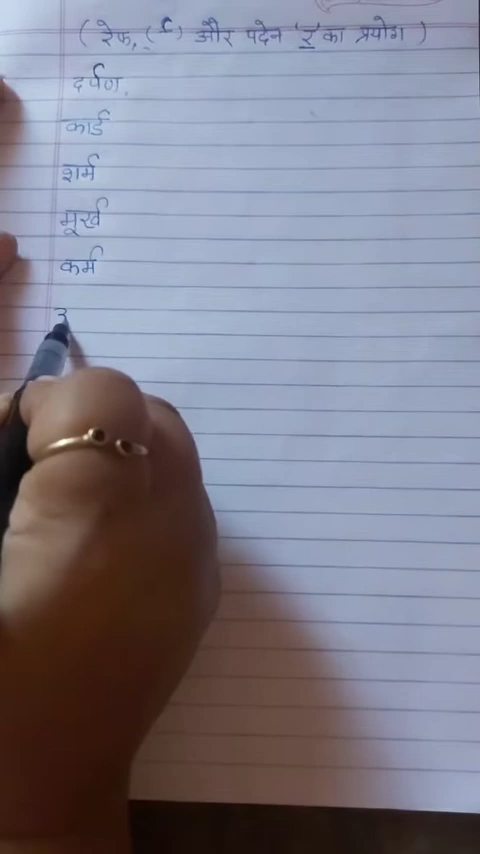 ( रेफ, ( र्) और पदेन 'र्' का प्रयोग )
दर्पण
कार्ड
शर्म
मूर्ख
कर्म